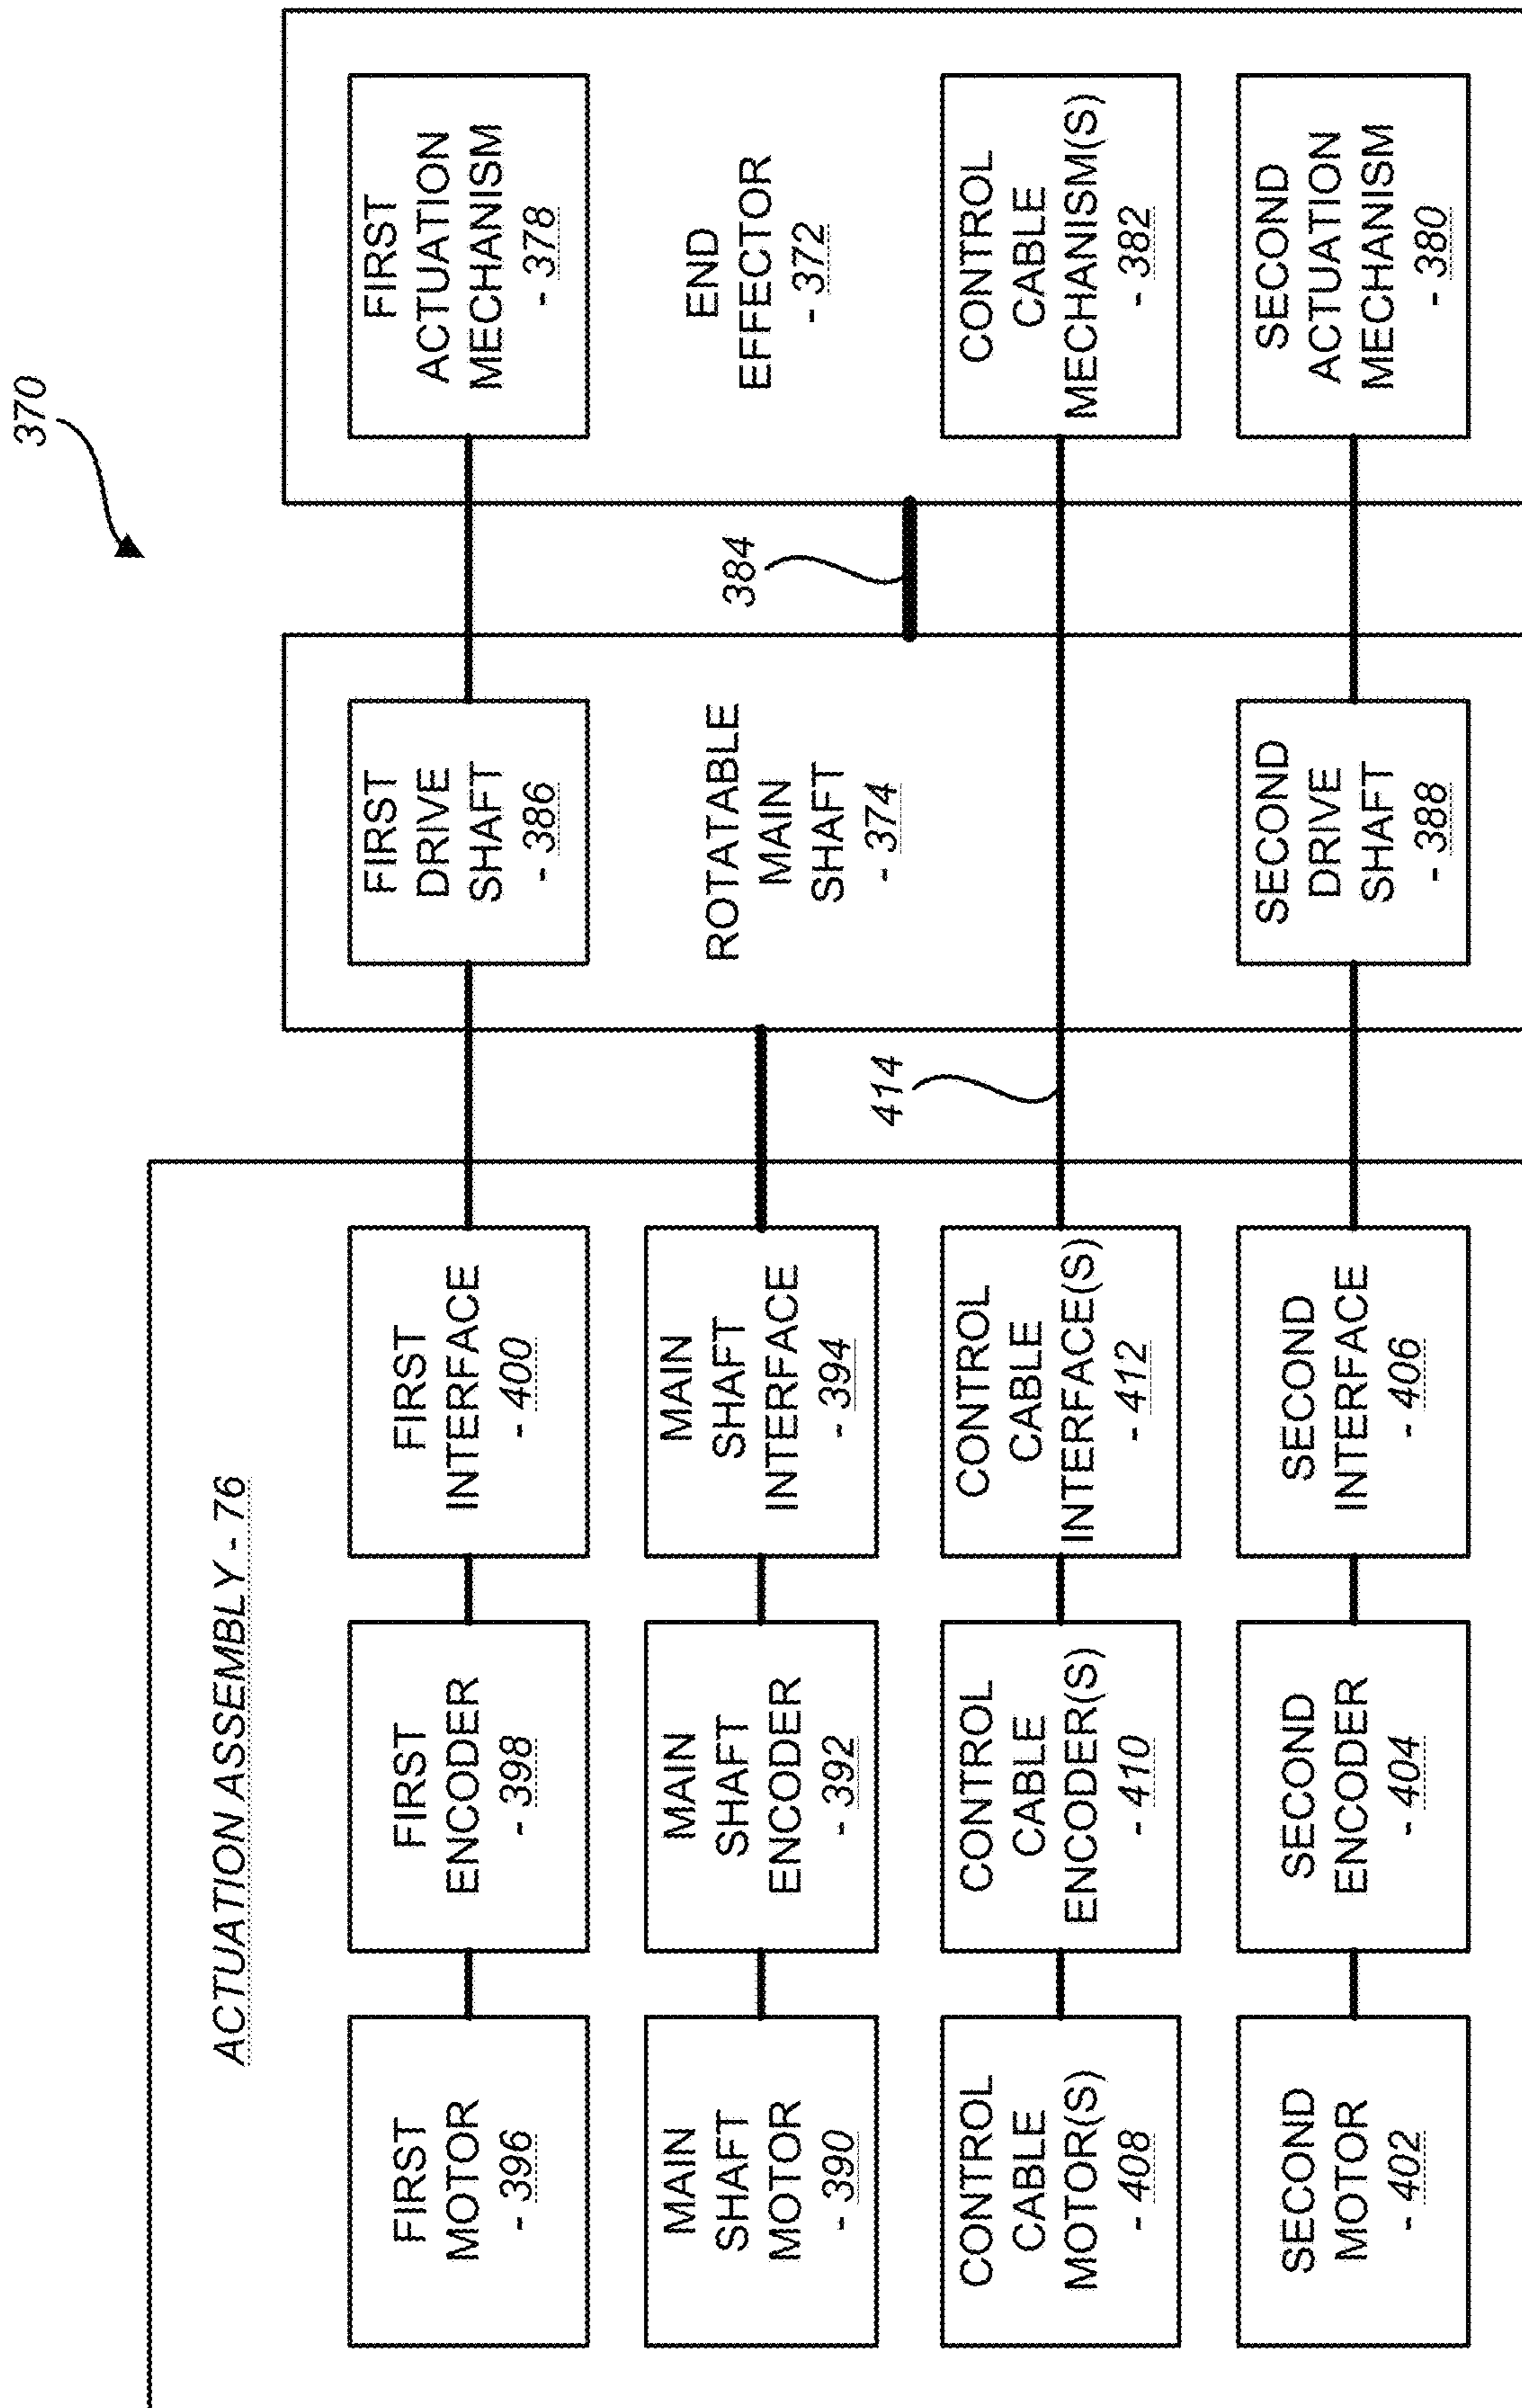 370
ACTUATION ASSEMBLY - 76
FIRST
MOTOR
- 396
FIRST
ENCODER
- 398
FIRST
INTERFACE
- 400
FIRST
DRIVE
SHAFT
- 386
FIRST
ACTUATION
MECHANISM
- 378
MAIN
SHAFT
MOTOR
- 390
MAIN
SHAFT
ENCODER
- 392
MAIN
SHAFT
INTERFACE
- 394
ROTATABLE
MAIN
SHAFT
- 374
384
END
EFFECTOR
- 372
CONTROL
CABLE
MOTOR(S)
- 408
CONTROL
CABLE
ENCODER(S)
- 410
CONTROL
CABLE
INTERFACE(S)
- 412
414
CONTROL
CABLE
MECHANISM(S)
- 382
SECOND
MOTOR
- 402
SECOND
ENCODER
- 404
SECOND
INTERFACE
- 406
SECOND
DRIVE
SHAFT
- 388
SECOND
ACTUATION
MECHANISM
- 380